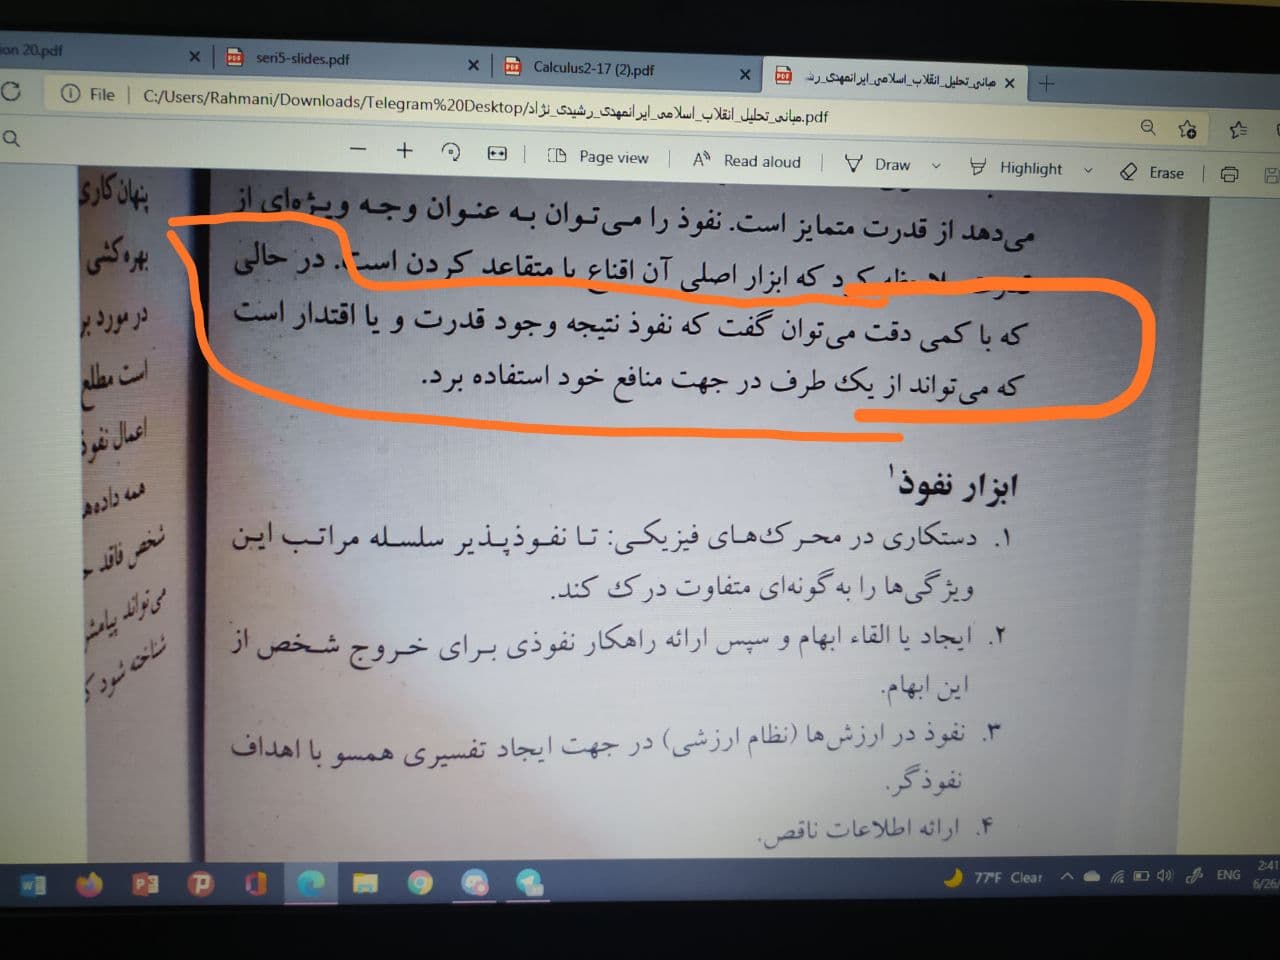 ion 20.pdf
seri5-slides.pdf
Calculus2-17 (2).pdf
مبانی_تحلیل_انقلاب_اسلامی_ایرانمهدی_رشی
File C:/Users/Rahmani/Downloads/Telegram%20Desktop/مبانی_تحلیل_انقلاب_اسلامی_ایرانمهدی_رشیدی_نژاد.pdf
Page view Read aloud Draw Highlight Erase
می‌دهد از قدرت متمایز است. نفوذ را می‌توان به عنوان وجه ویژه‌ای از
کرد که ابزار اصلی آن اقناع یا متقاعد کردن است. در حالی
که با کمی دقت می‌توان گفت که نفوذ نتیجه وجود قدرت و یا اقتدار است
که می‌تواند از یک طرف در جهت منافع خود استفاده برد.
ابزار نفوذ۱
۱. دستکاری در محرک‌های فیزیکی: تا نفوذپذیر سلسله مراتب این
ویژگی‌ها را به‌گونه‌ای متفاوت درک کند.
۲. ایجاد یا القاء ابهام و سپس ارائه راهکار نفوذی برای خروج شخص از
این ابهام.
۳. نفوذ در ارزش‌ها (نظام ارزشی) در جهت ایجاد تفسیری همسو با اهداف
نفوذگر.
۴. ارائه اطلاعات ناقص.
پنهان کاری
بهره‌کشی
در مورد بر
است مطلع
اعمال نفوذ
همه داده‌ه
شخص فاقد
می‌تواند پیامش
شناخته شود
77°F Clear
ENG
2:41
6/26/